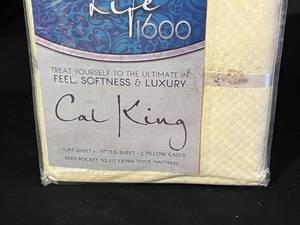 Life
1600
TREAT YOURSELF TO THE ULTIMATE IN
FEEL, SOFTNESS & LUXURY
Cal King
1 FLAT SHEET • 1 FITTED SHEET • 2 PILLOW CASES
DEEP POCKET TO FIT EXTRA THICK MATTRESS